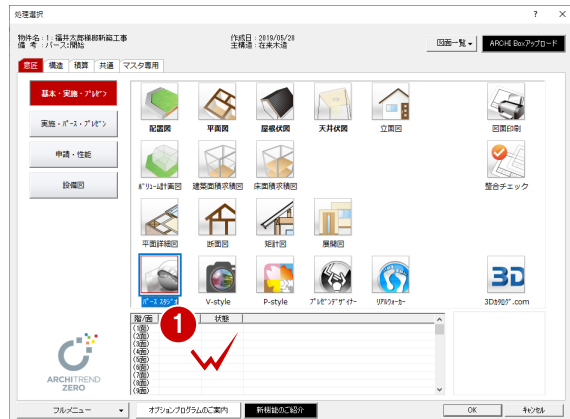 処理選択
? ×
物件名：1：福井太郎様邸新築工事
備 考 ：パース:開始
作成日：2019/05/28
主構造：在来木造
図面一覧 ▾
ARCHI Boxアップロード
意匠 構造 積算 共通 マスタ専用
基本・実施・ﾌﾟﾚｾﾞﾝ
実施・ﾊﾟｰｽ・ﾌﾟﾚｾﾞﾝ
申請・性能
設備図
配置図 平面図 屋根伏図 天井伏図 立面図 図面印刷
ﾎﾞﾘｭｰﾑ計画図 建築面積求積図 床面積求積図 整合チェック
平面詳細図 断面図 矩計図 展開図
ﾊﾟｰｽ ｽﾀｼﾞｵ V-style P-style ﾌﾟﾚｾﾞﾝﾃﾞｻﾞｲﾅｰ ﾘｱﾙｳｫｰｶｰ 3Dｶﾀﾛｸﾞ.com
3D
1
階/面 状態
(1面)
(2面)
(3面)
(4面)
(5面)
(6面)
(7面)
(8面)
(9面)
ARCHITREND
ZERO
フルメニュー ▾
オプションプログラムのご案内
新機能のご紹介
OK
ｷｬﾝｾﾙ